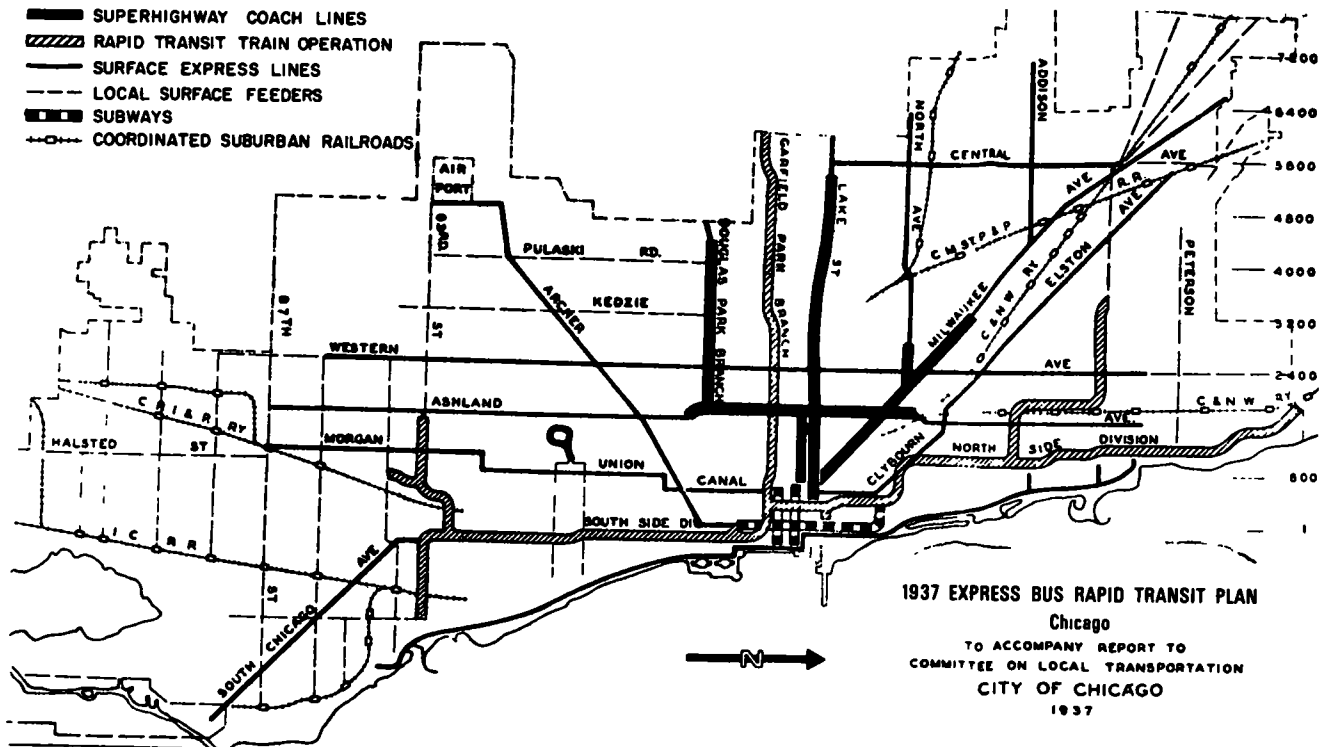 SUPERHIGHWAY COACH LINES
RAPID TRANSIT TRAIN OPERATION
SURFACE EXPRESS LINES
LOCAL SURFACE FEEDERS
SUBWAYS
COORDINATED SUBURBAN RAILROADS
AIR
PORT
63RD.
ST
PULASKI RD.
KEDZIE
ARCHER
87TH
ST
WESTERN AVE
ASHLAND AVE.
C R I & R RY
HALSTED ST
MORGAN
UNION
CANAL
SOUTH SIDE DI
I C R R
SOUTH CHICAGO AVE
DOUGLAS PARK BRANCH
GARFIELD PARK BRANCH
LAKE ST
NORTH AVE
ADDISON
CENTRAL AVE
C M ST. P & P R.R.
MILWAUKEE AVE
C & N W RY
ELSTON AVE
PETERSON
CLYBOURN
NORTH SIDE DIVISION
C & N W RY
7200
6400
5600
4800
4000
3200
2400
800
1
N
1937 EXPRESS BUS RAPID TRANSIT PLAN
Chicago
TO ACCOMPANY REPORT TO
COMMITTEE ON LOCAL TRANSPORTATION
CITY OF CHICAGO
1937